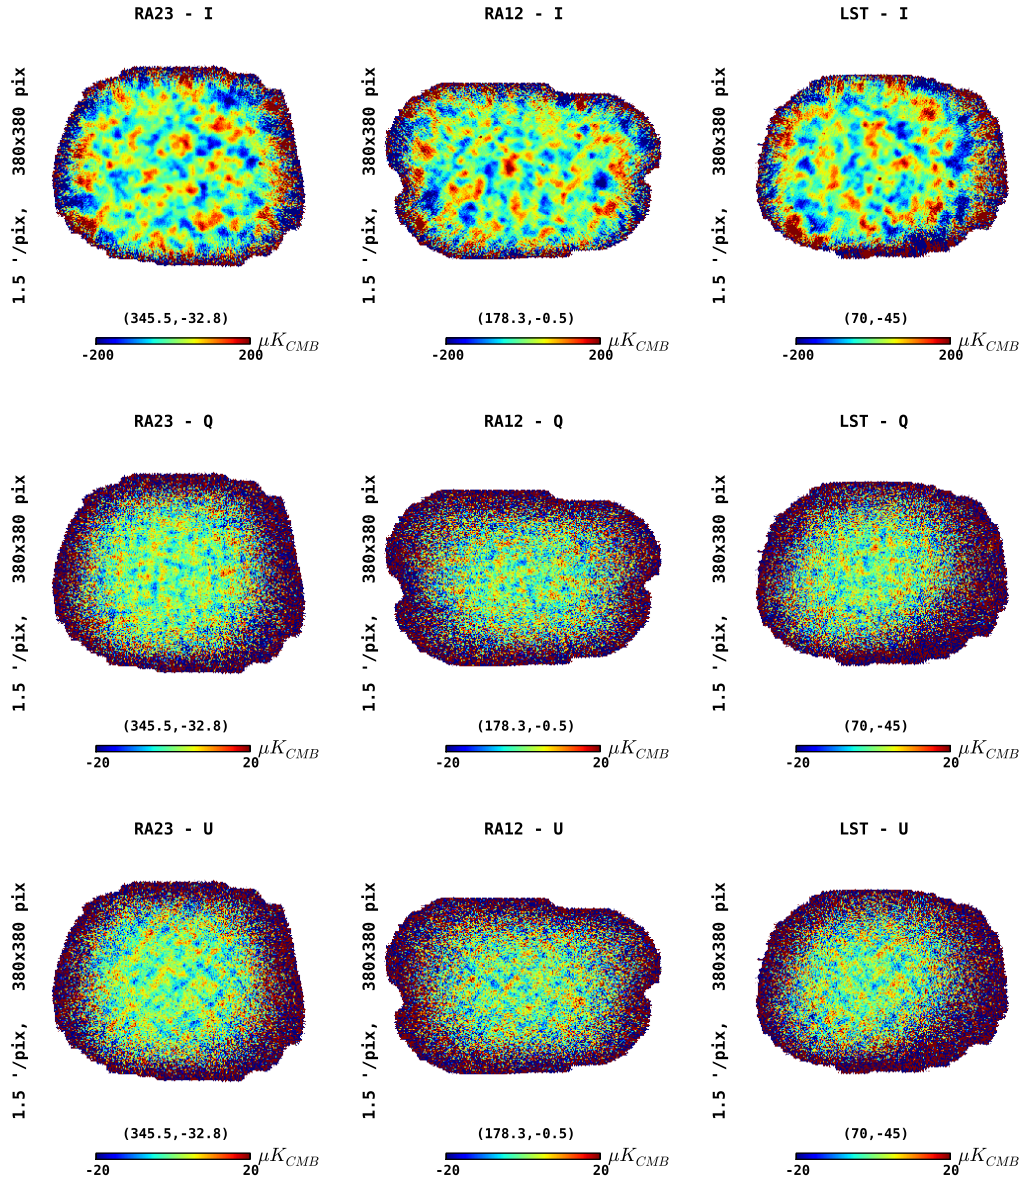 RA23 - I
RA12 - I
LST - I
1.5 '/pix, 380x380 pix
1.5 '/pix, 380x380 pix
1.5 '/pix, 380x380 pix
(345.5,-32.8)
(178.3,-0.5)
(70,-45)
-200 200 μK_CMB
-200 200 μK_CMB
-200 200 μK_CMB
RA23 - Q
RA12 - Q
LST - Q
1.5 '/pix, 380x380 pix
1.5 '/pix, 380x380 pix
1.5 '/pix, 380x380 pix
(345.5,-32.8)
(178.3,-0.5)
(70,-45)
-20 20 μK_CMB
-20 20 μK_CMB
-20 20 μK_CMB
RA23 - U
RA12 - U
LST - U
1.5 '/pix, 380x380 pix
1.5 '/pix, 380x380 pix
1.5 '/pix, 380x380 pix
(345.5,-32.8)
(178.3,-0.5)
(70,-45)
-20 20 μK_CMB
-20 20 μK_CMB
-20 20 μK_CMB